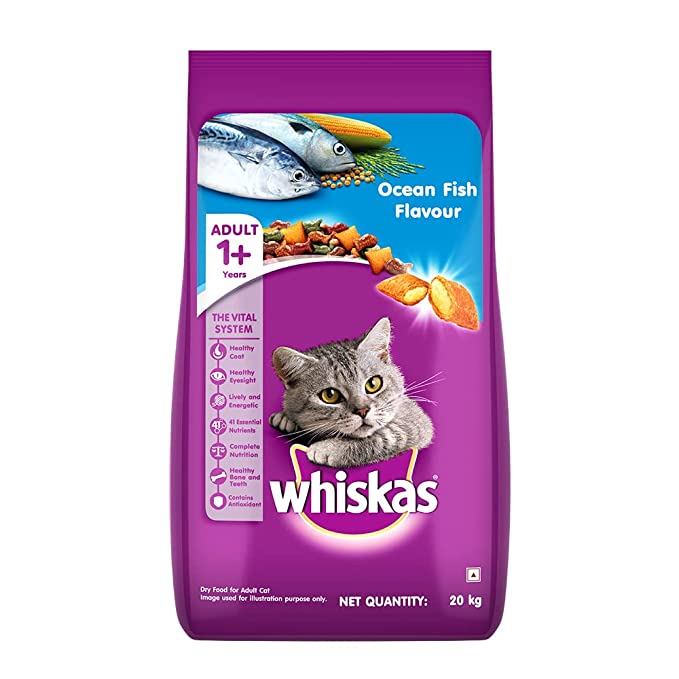 Ocean Fish
Flavour
ADULT
1+
Years
THE VITAL
SYSTEM
Healthy
Coat
Healthy
Eyesight
Lively and
Energetic
41
41 Essential
Nutrients
Complete
Nutrition
Healthy
Bone and
Teeth
Contains
Antioxidant
whiskas®
Dry Food for Adult Cat
Image used for illustration purpose only.
NET QUANTITY: 20 kg